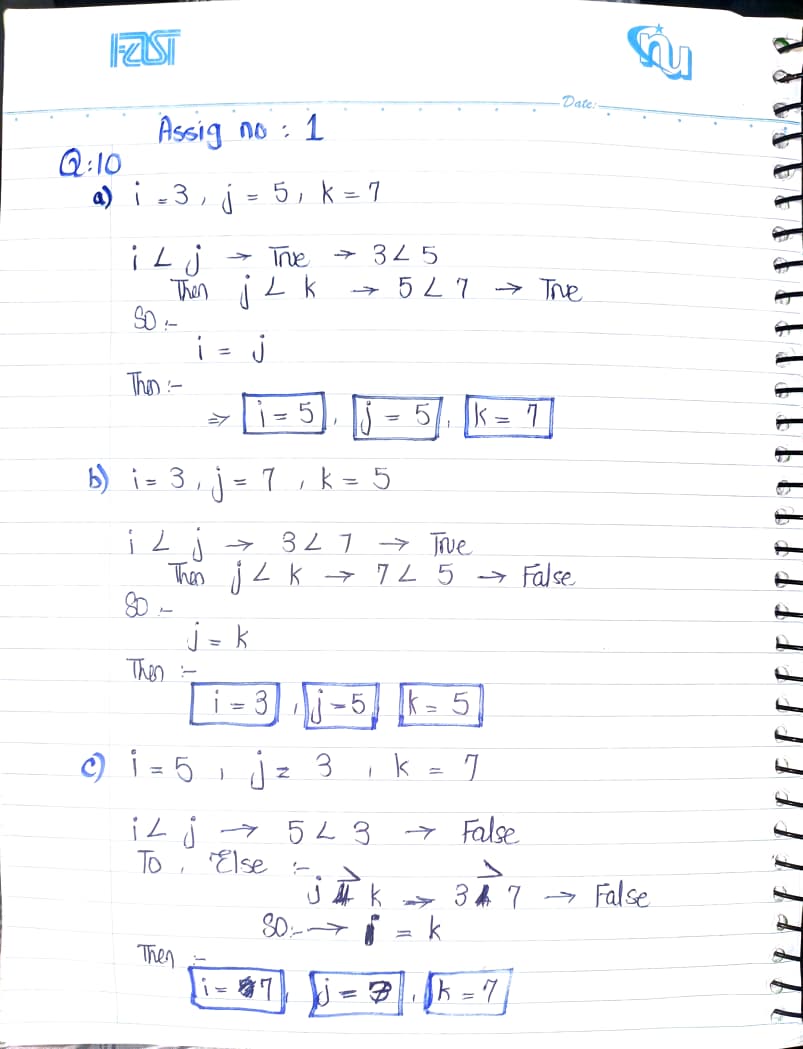 FAST
nu
Date:
Assig no : 1
Q:10
a) i = 3, j = 5, k = 7
i < j → True → 3 < 5
Then j < k → 5 < 7 → True
SO :-
i = j
Then :-
⇒ i = 5, j = 5, k = 7
b) i = 3, j = 7, k = 5
i < j → 3 < 7 → True
Then j < k → 7 < 5 → False
SO :-
j = k
Then :-
i = 3, j = 5 k = 5
c) i = 5, j = 3, k = 7
i < j → 5 < 3 → False
To, Else :-
j > k → 3 > 7 → False
SO:- → = k
Then :-
i = 7, j = , k = 7